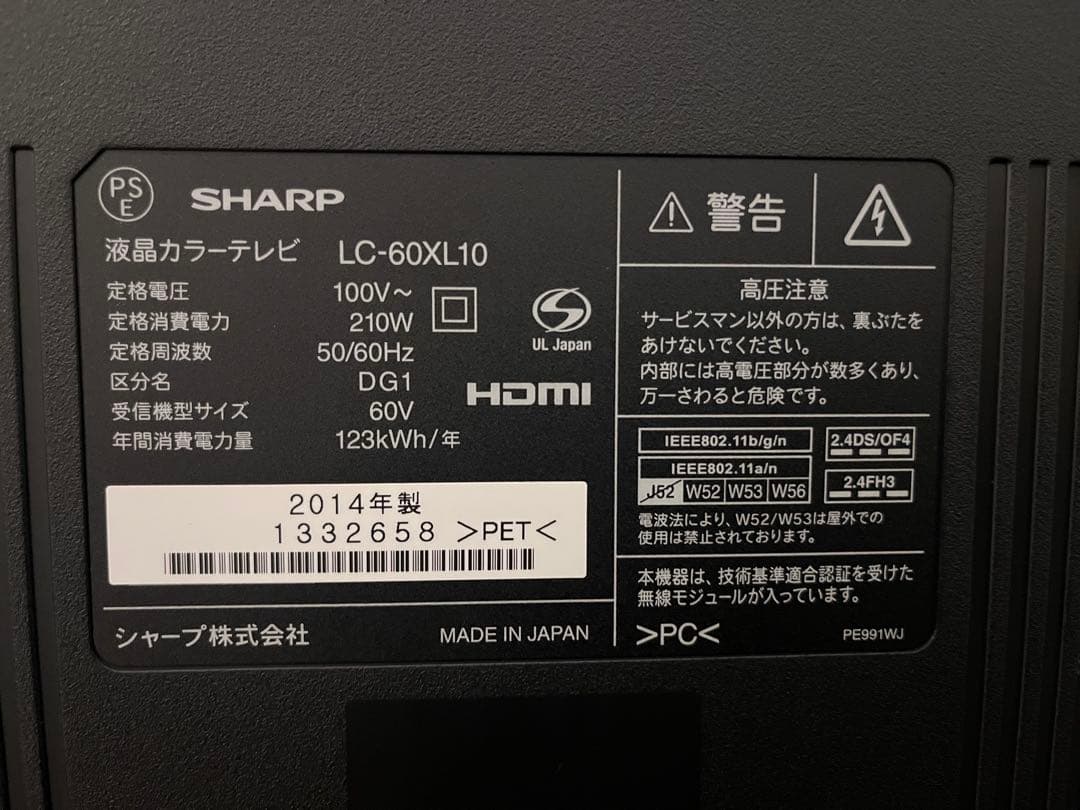 PS
E
SHARP
液晶カラーテレビ LC-60XL10
定格電圧 100V～
定格消費電力 210W
定格周波数 50/60Hz
区分名 DG1
受信機型サイズ 60V
年間消費電力量 123kWh/年
UL Japan
HDMI
2014年製
1332658 >PET<
シャープ株式会社 MADE IN JAPAN
警告
高圧注意
サービスマン以外の方は、裏ぶたを
あけないでください。
内部には高電圧部分が数多くあり、
万一さわると危険です。
IEEE802.11b/g/n
IEEE802.11a/n
J52 W52 W53 W56
2.4DS/OF4
2.4FH3
電波法により、W52/W53は屋外での
使用は禁止されております。
本機器は、技術基準適合認証を受けた
無線モジュールが入っています。
>PC< PE991WJ